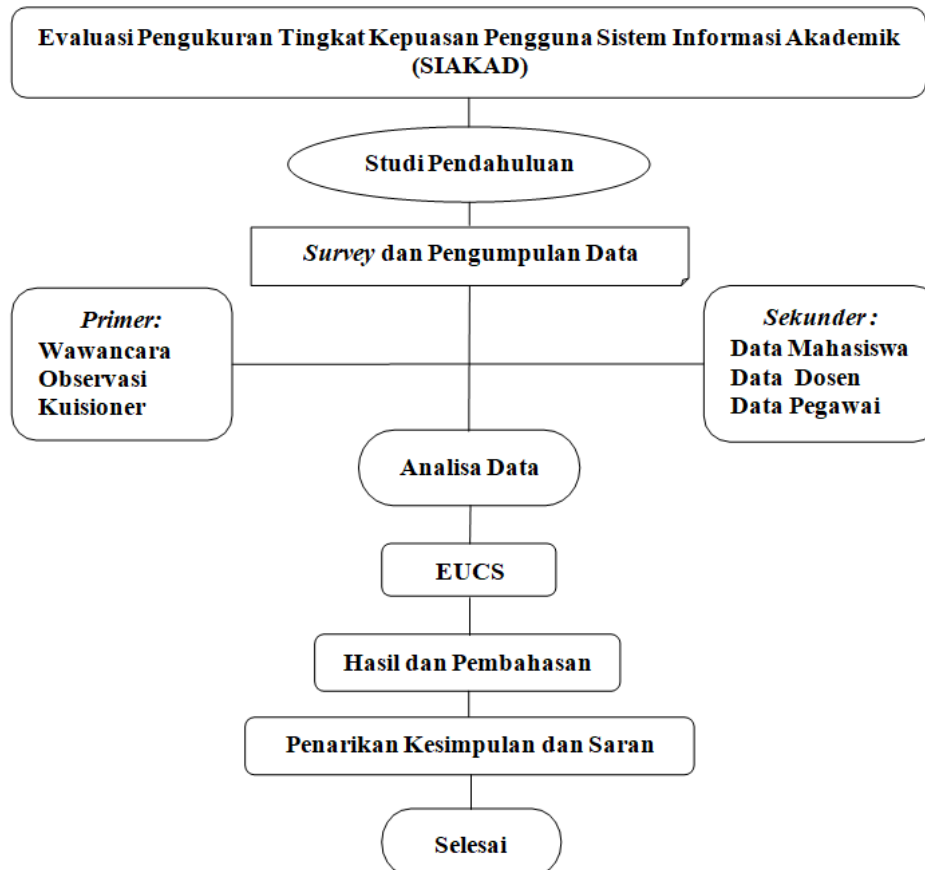 Evaluasi Pengukuran Tingkat Kepuasan Pengguna Sistem Informasi Akademik
(SIAKAD)
Studi Pendahuluan
Survey dan Pengumpulan Data
Primer:
Wawancara
Observasi
Kuisioner
Sekunder :
Data Mahasiswa
Data Dosen
Data Pegawai
Analisa Data
EUCS
Hasil dan Pembahasan
Penarikan Kesimpulan dan Saran
Selesai